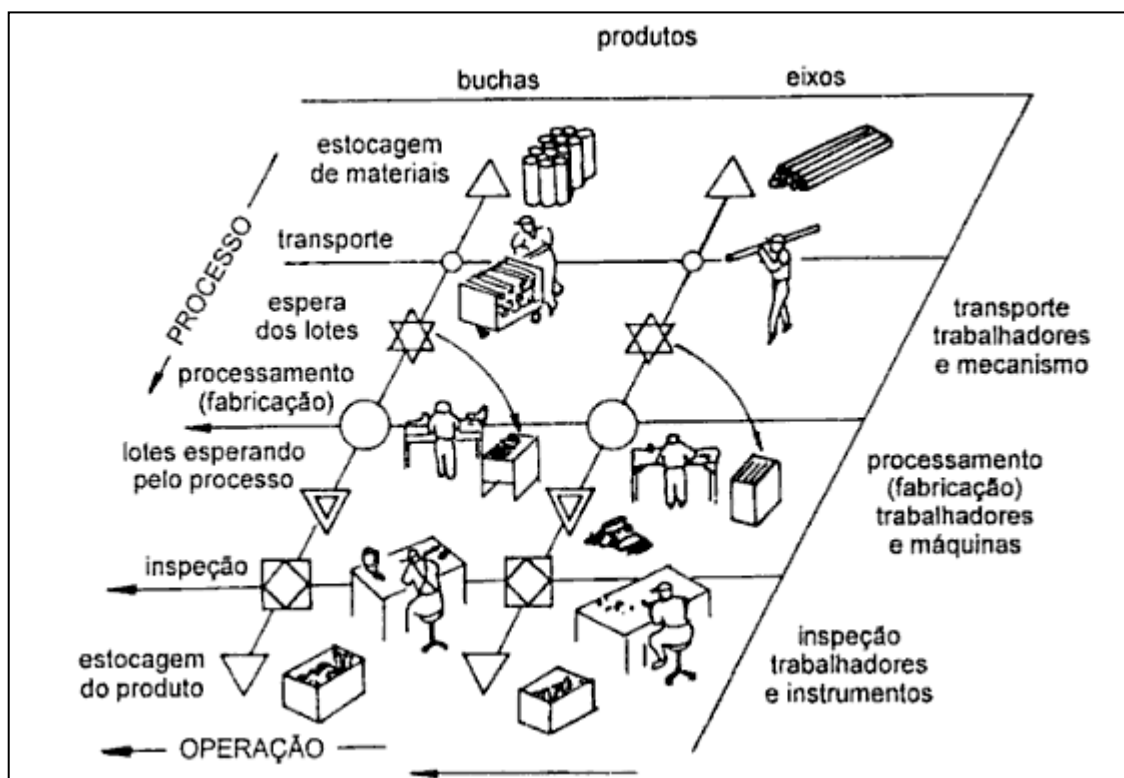 produtos
buchas
eixos
estocagem
de materiais
transporte
PROCESSO
espera
dos lotes
transporte
trabalhadores
e mecanismo
processamento
(fabricação)
lotes esperando
pelo processo
processamento
(fabricação)
trabalhadores
e máquinas
inspeção
estocagem
do produto
inspeção
trabalhadores
e instrumentos
OPERAÇÃO